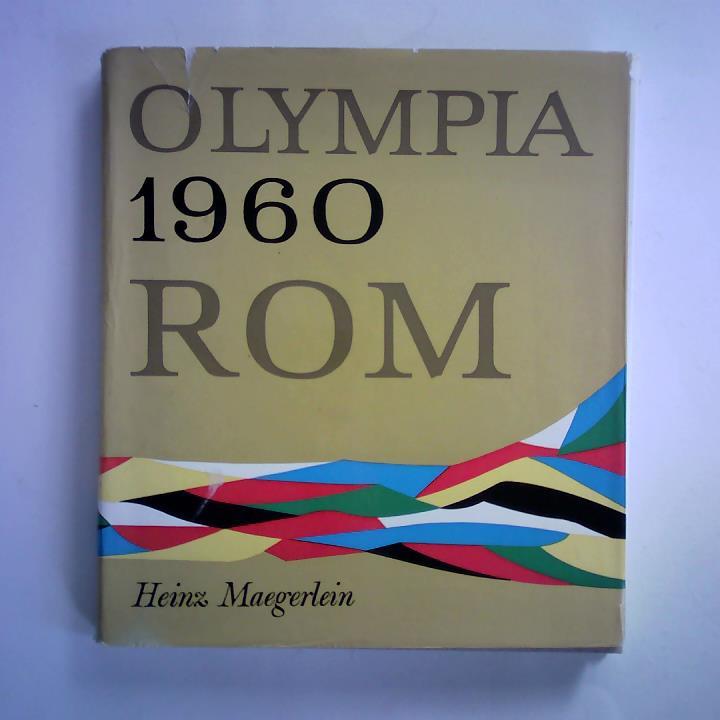 OLYMPIA
1960
ROM
Heinz Maegerlein